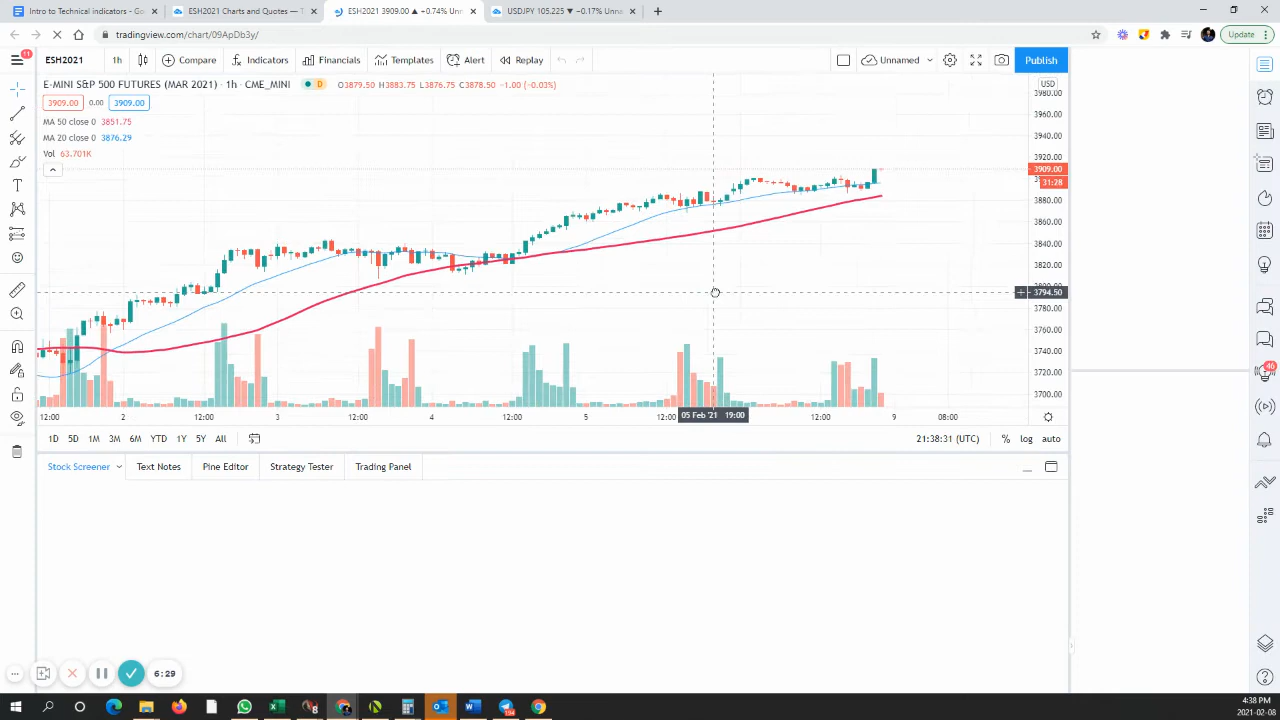 Intro to Technical indicators - Go
ESH2021 Charts and Quotes —
ESH2021 3909.00 ▲ +0.74% Unn
USDJPY 105.225 ▼ −0.17% Unna
tradingview.com/chart/09ApDb3y/
Update
11
ESH2021
1h
Compare
Indicators
Financials
Templates
Alert
Replay
Unnamed
Publish
E-MINI S&P 500 FUTURES (MAR 2021) · 1h · CME_MINI
D
O3879.50 H3883.75 L3876.75 C3878.50 −1.00 (−0.03%)
USD
3909.00 0.00 3909.00
MA 50 close 0 3851.75
MA 20 close 0 3876.29
Vol 63.701K
3980.00
3960.00
3940.00
3920.00
3909.00
31:28
3880.00
3860.00
3840.00
3820.00
3794.50
3780.00
3760.00
3740.00
3720.00
3700.00
12:00 2 12:00 3 12:00 4 12:00 5 12:00 05 Feb '21 19:00 12:00 9 08:00
1D 5D 1M 3M 6M YTD 1Y 5Y All
21:38:31 (UTC) % log auto
Stock Screener
Text Notes
Pine Editor
Strategy Tester
Trading Panel
6:29
194
4:38 PM
2021-02-08